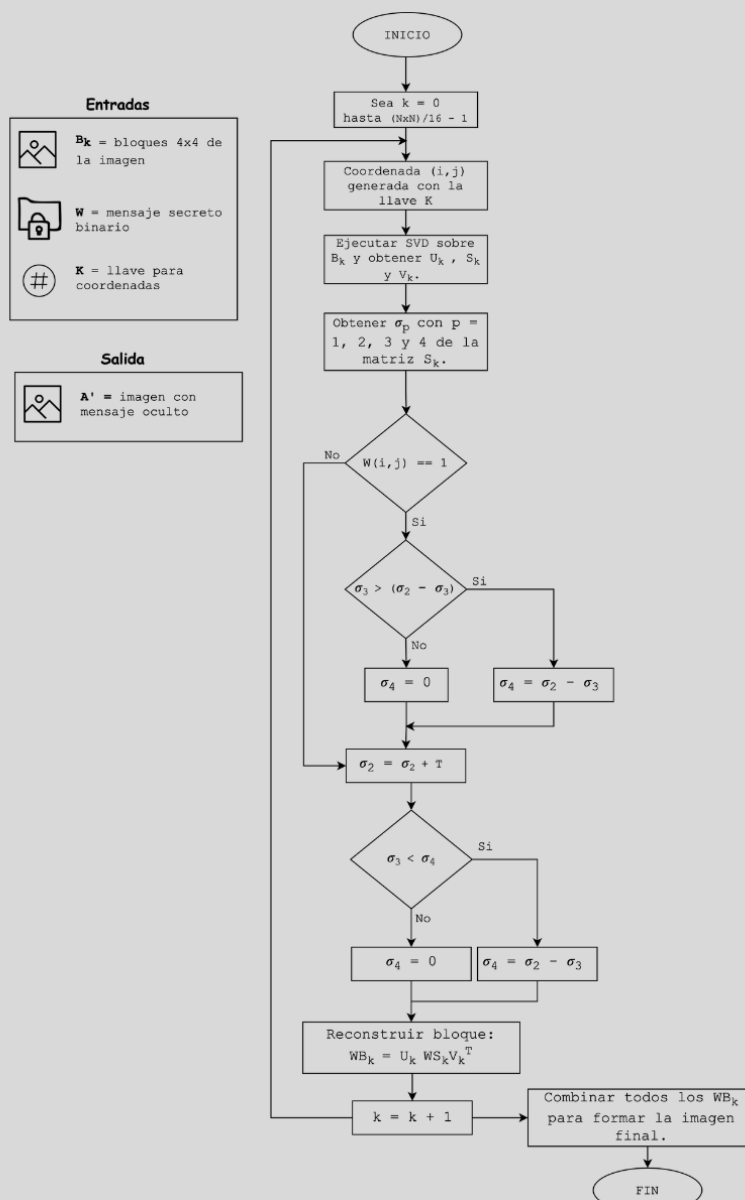 INICIO
Sea k = 0
hasta (NxN)/16 - 1
Entradas
Bk = bloques 4x4 de
la imagen
W = mensaje secreto
binario
K = llave para
coordenadas
Salida
A' = imagen con
mensaje oculto
Coordenada (i,j)
generada con la
llave K
Ejecutar SVD sobre
Bk y obtener Uk , Sk
y Vk.
Obtener σp con p =
1, 2, 3 y 4 de la
matriz Sk.
W(i,j) == 1
No
Si
σ3 > (σ2 - σ3)
Si
No
σ4 = 0
σ4 = σ2 - σ3
σ2 = σ2 + T
σ3 < σ4
Si
No
σ4 = 0
σ4 = σ2 - σ3
Reconstruir bloque:
WBk = Uk WSkVk^T
k = k + 1
Combinar todos los WBk
para formar la imagen
final.
FIN